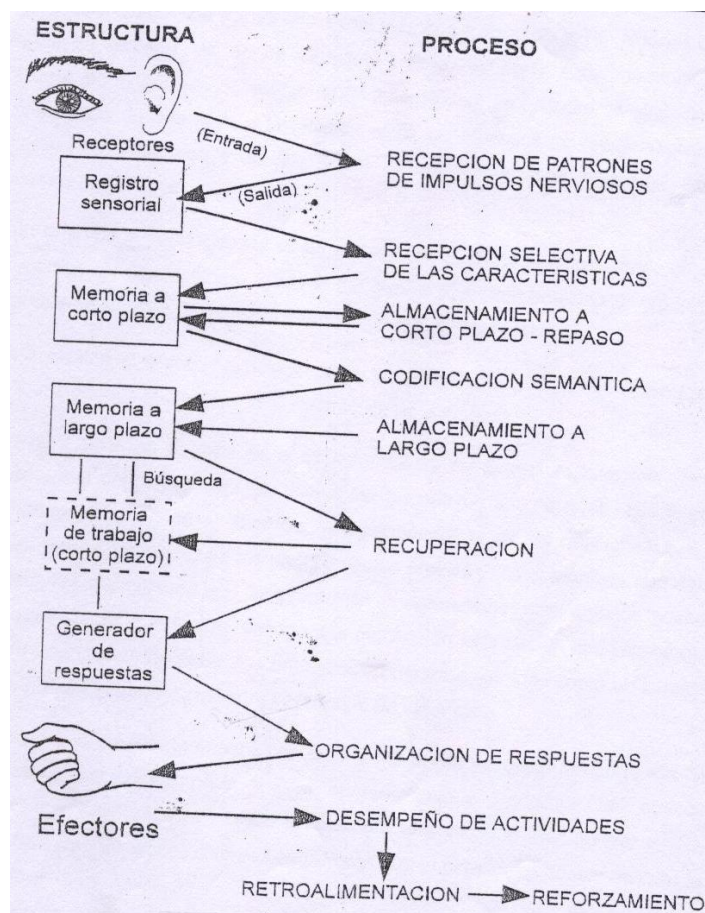 ESTRUCTURA
PROCESO
Receptores
(Entrada)
RECEPCION DE PATRONES
DE IMPULSOS NERVIOSOS
Registro
sensorial
(Salida)
RECEPCION SELECTIVA
DE LAS CARACTERISTICAS
Memoria a
corto plazo
ALMACENAMIENTO A
CORTO PLAZO - REPASO
CODIFICACION SEMANTICA
Memoria a
largo plazo
ALMACENAMIENTO A
LARGO PLAZO
Búsqueda
Memoria
de trabajo
(corto plazo)
RECUPERACION
Generador
de
respuestas
ORGANIZACION DE RESPUESTAS
Efectores
DESEMPEÑO DE ACTIVIDADES
RETROALIMENTACION
REFORZAMIENTO